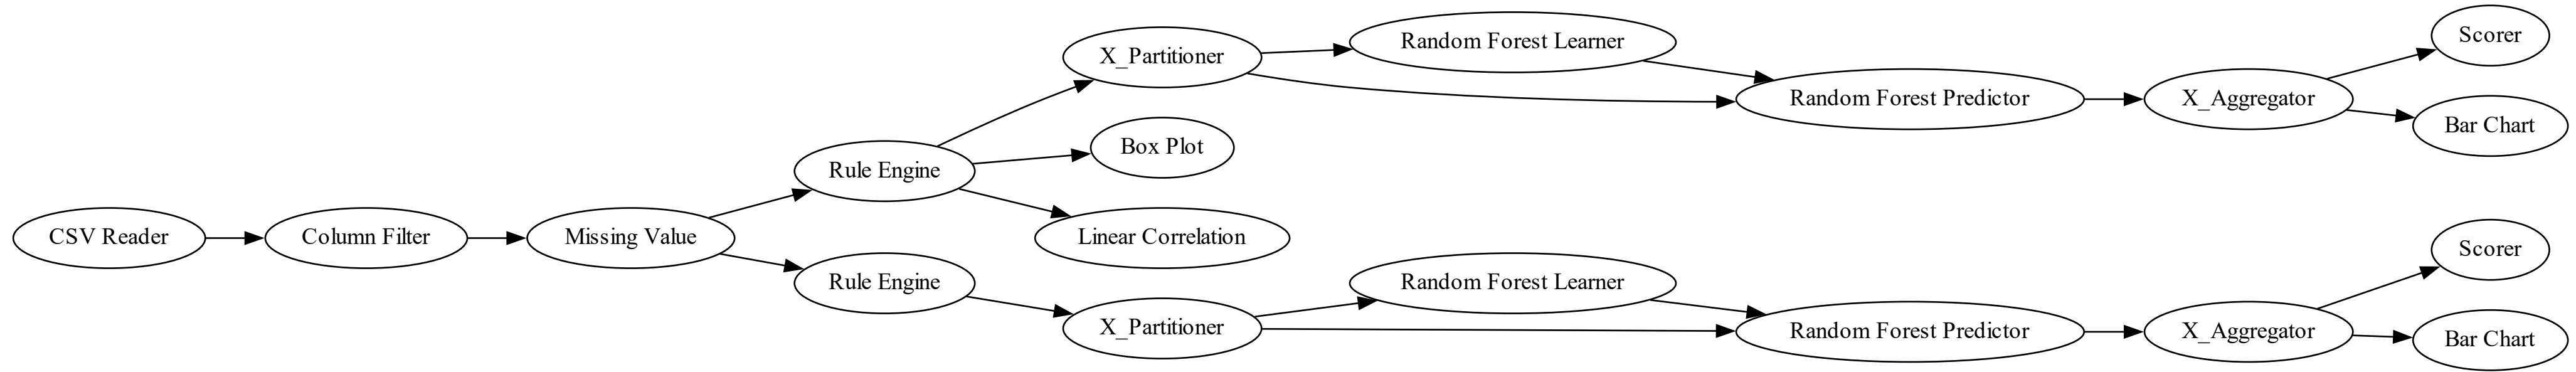 CSV Reader
Column Filter
Missing Value
Rule Engine
X_Partitioner
Random Forest Learner
Random Forest Predictor
X_Aggregator
Scorer
Bar Chart
Box Plot
Linear Correlation
Rule Engine
X_Partitioner
Random Forest Learner
Random Forest Predictor
X_Aggregator
Scorer
Bar Chart